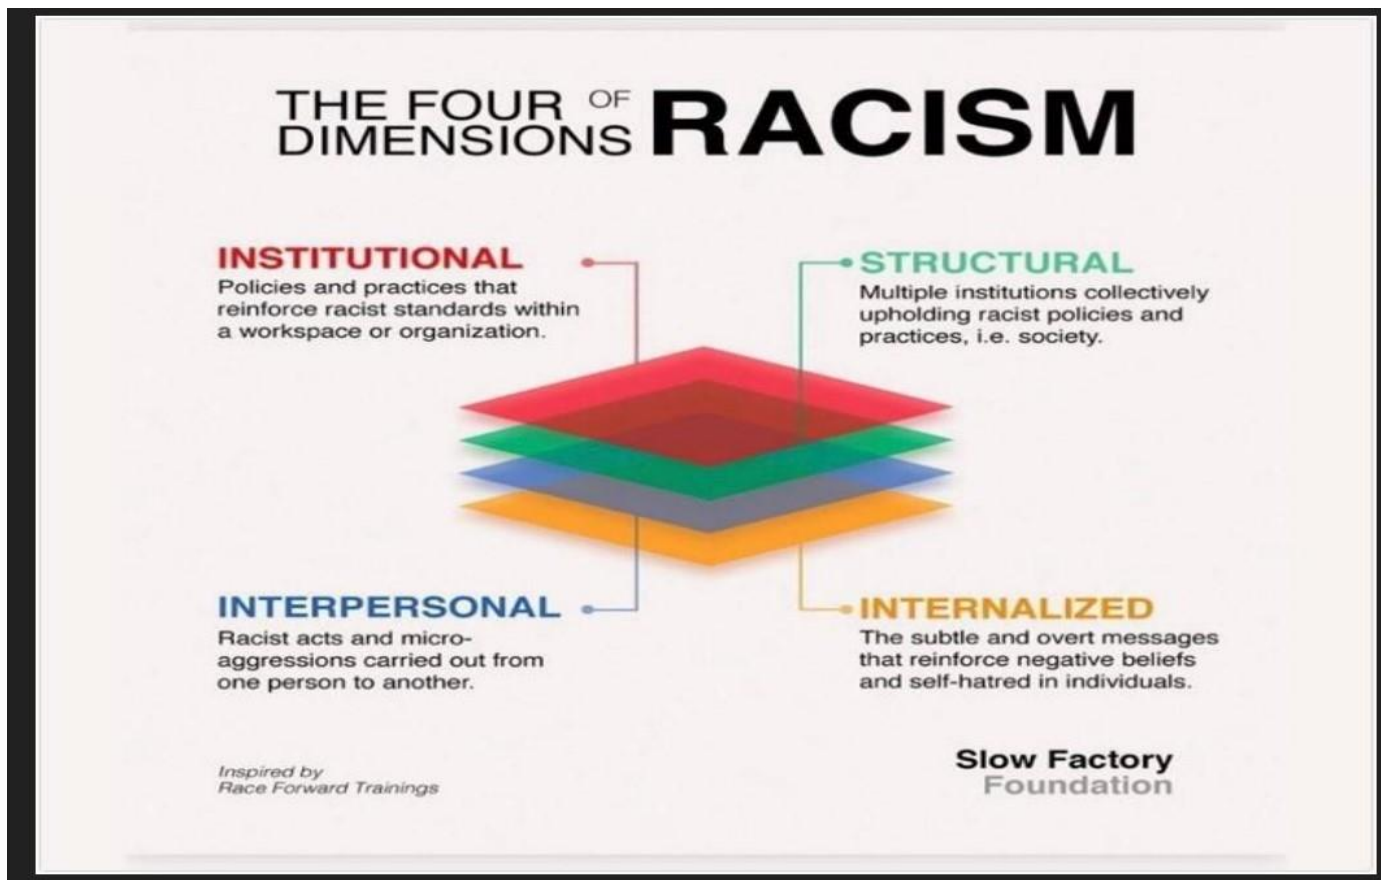 THE FOUR OF
DIMENSIONS
RACISM
INSTITUTIONAL
Policies and practices that
reinforce racist standards within
a workspace or organization.
STRUCTURAL
Multiple institutions collectively
upholding racist policies and
practices, i.e. society.
INTERPERSONAL
Racist acts and micro-
aggressions carried out from
one person to another.
INTERNALIZED
The subtle and overt messages
that reinforce negative beliefs
and self-hatred in individuals.
Inspired by
Race Forward Trainings
Slow Factory
Foundation